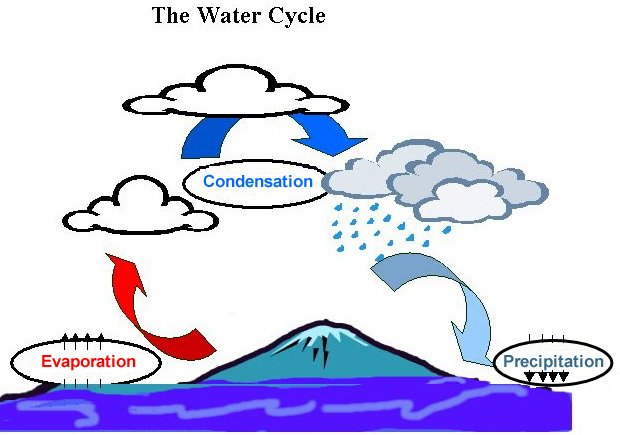 The Water Cycle
Condensation
Evaporation
Precipitation